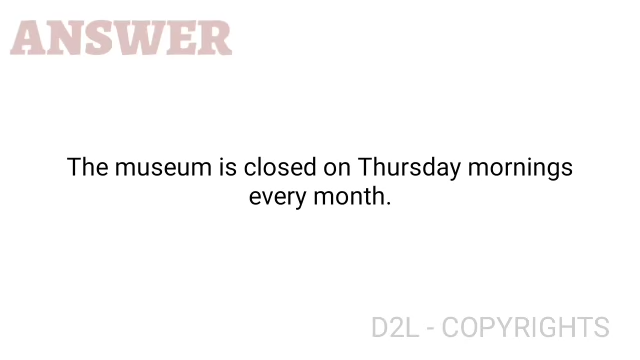 ANSWER
The museum is closed on Thursday mornings
every month.
D2L - COPYRIGHTS